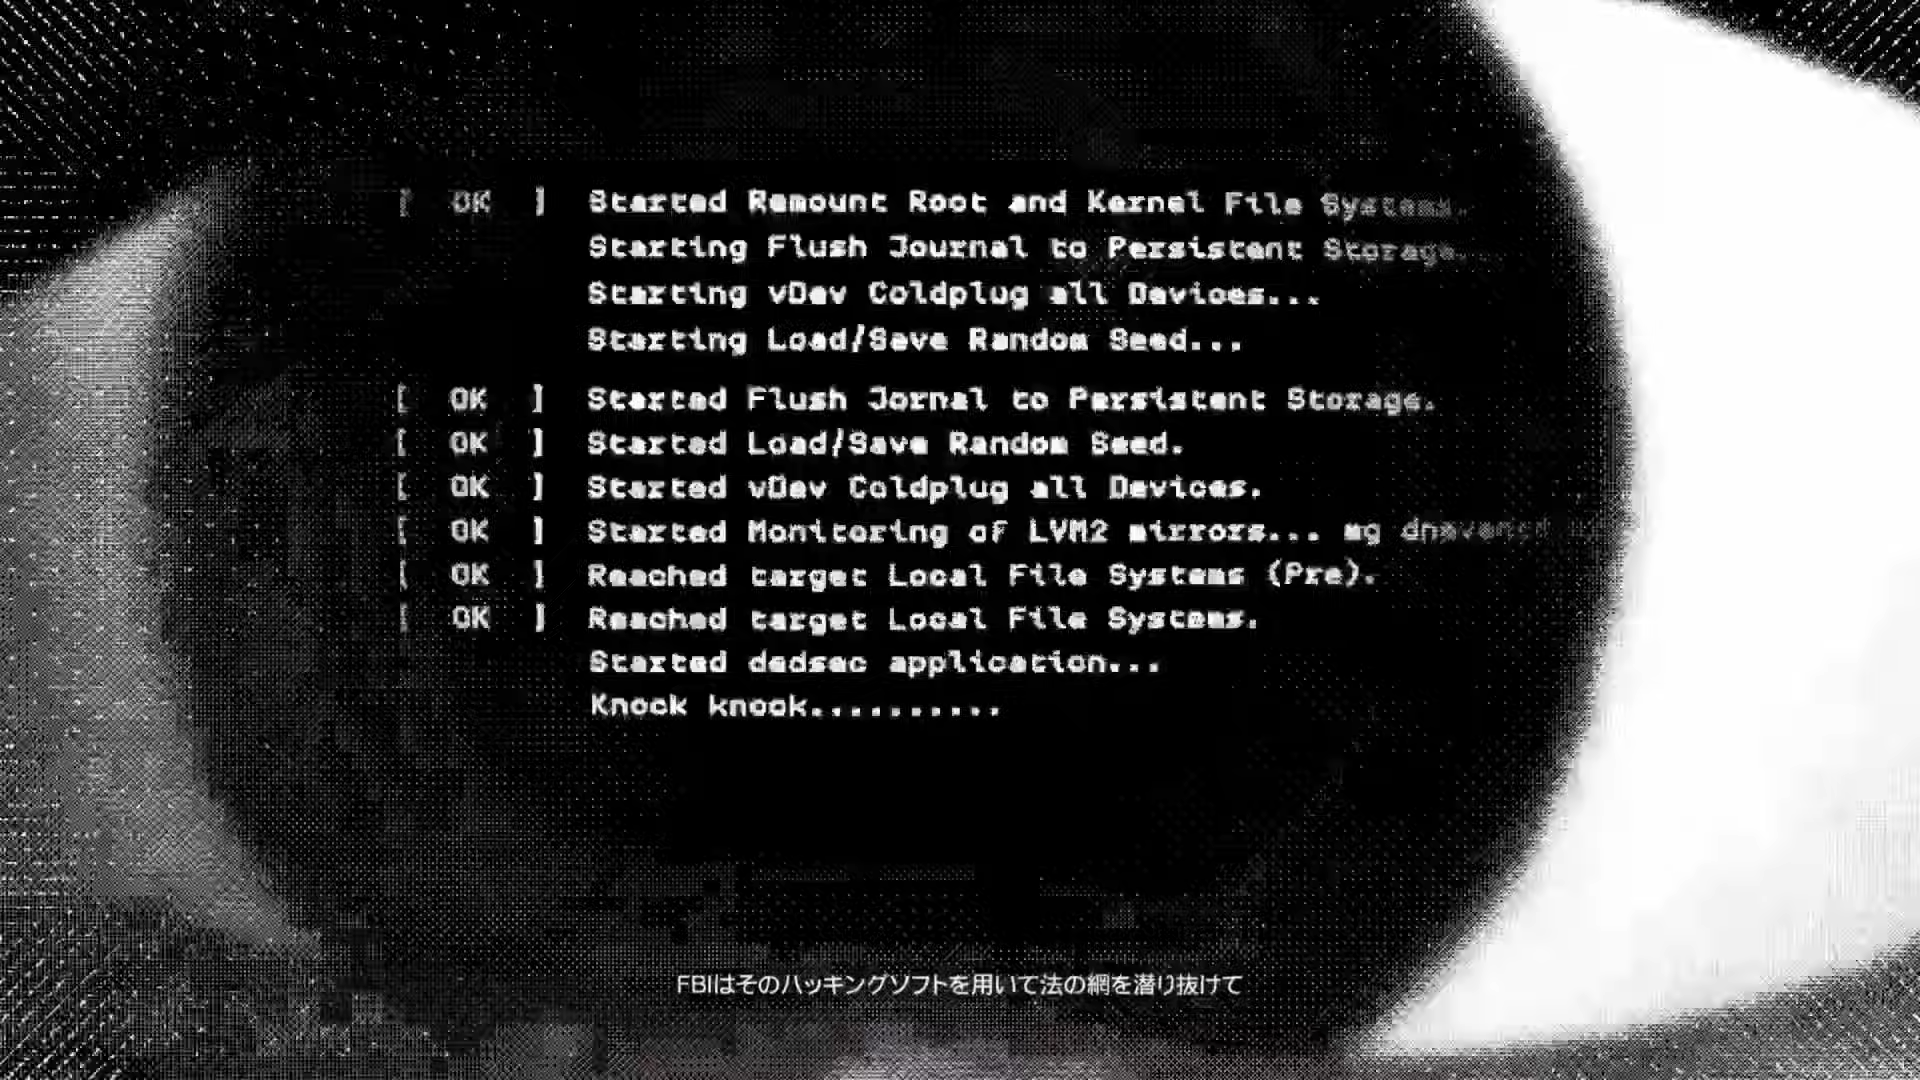 [ OK ] Started Remount Root and Kernel File Systems.
Starting Flush Journal to Persistent Storage...
Starting vDev Coldplug all Devices...
Starting Load/Save Random Seed...
[ OK ] Started Flush Jornal to Persistent Storage.
[ OK ] Started Load/Save Random Seed.
[ OK ] Started vDev Coldplug all Devices.
[ OK ] Started Monitoring of LVM2 mirrors... mg
[ OK ] Reached target Local File Systems (Pre).
[ OK ] Reached target Local File Systems.
Started dedsec application...
Knock knock..........
FBIはそのハッキングソフトを用いて法の網を潜り抜けて